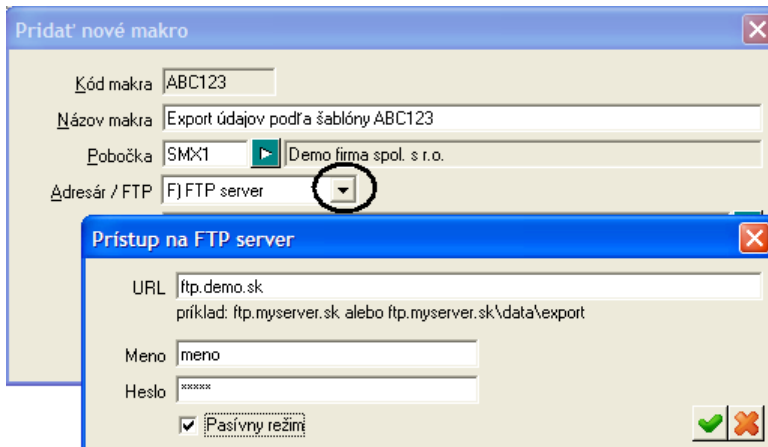 Pridať nové makro
Kód makra ABC123
Názov makra Export údajov podľa šablóny ABC123
Pobočka SMX1 Demo firma spol. s r.o.
Adresár / FTP F) FTP server
Prístup na FTP server
URL ftp.demo.sk
príklad: ftp.myserver.sk alebo ftp.myserver.sk\data\export
Meno meno
Heslo *****
Pasívny režim